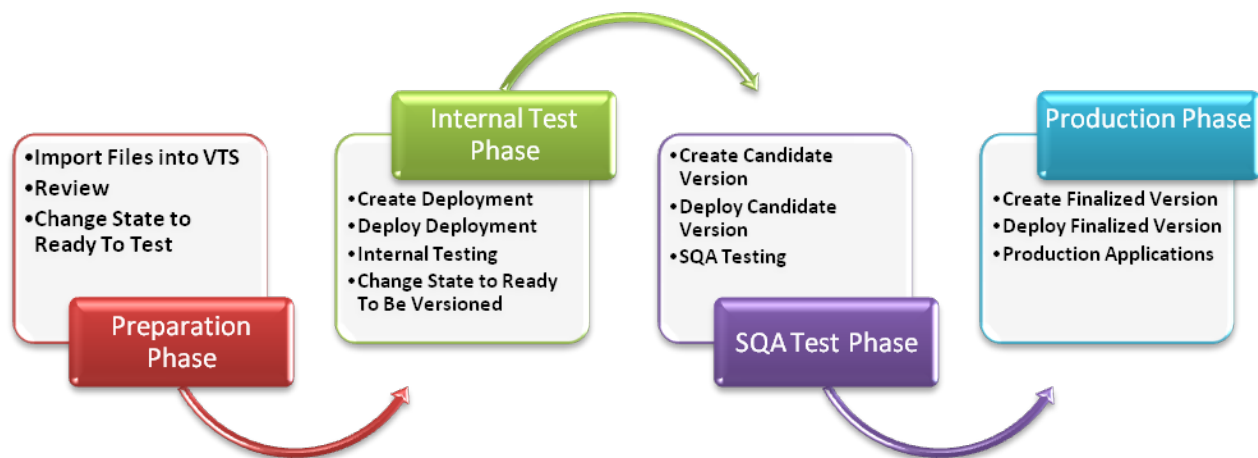 •Import Files into VTS
•Review
•Change State to
Ready To Test
Preparation
Phase
Internal Test
Phase
•Create Deployment
•Deploy Deployment
•Internal Testing
•Change State to Ready
To Be Versioned
•Create Candidate
Version
•Deploy Candidate
Version
•SQA Testing
SQA Test Phase
Production Phase
•Create Finalized Version
•Deploy Finalized Version
•Production Applications